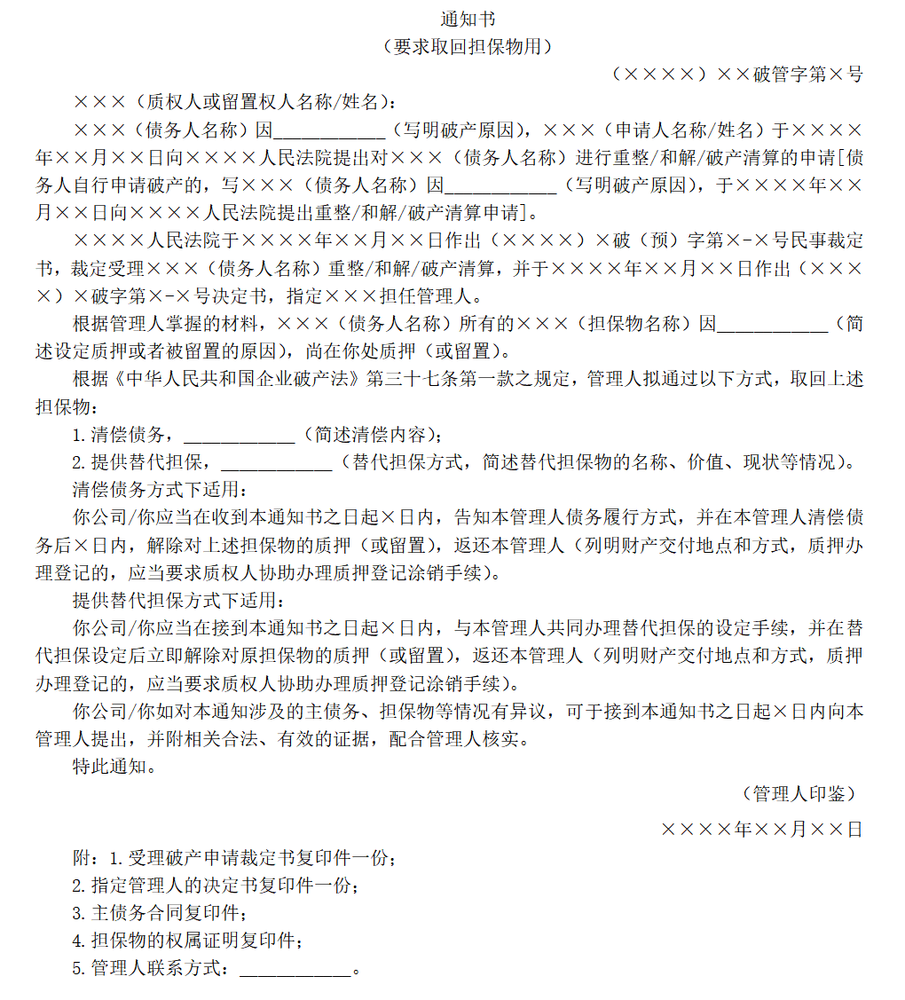 通知书
（要求取回担保物用）
（××××）××破管字第×号
×××（质权人或留置权人名称/姓名）：
×××（债务人名称）因____________（写明破产原因），×××（申请人名称/姓名）于××××
年××月××日向××××人民法院提出对×××（债务人名称）进行重整/和解/破产清算的申请[债
务人自行申请破产的，写×××（债务人名称）因____________（写明破产原因），于××××年××
月××日向××××人民法院提出重整/和解/破产清算申请]。
××××人民法院于××××年××月××日作出（××××）×破（预）字第×-×号民事裁定
书，裁定受理×××（债务人名称）重整/和解/破产清算，并于××××年××月××日作出（×××
×）×破字第×-×号决定书，指定×××担任管理人。
根据管理人掌握的材料，×××（债务人名称）所有的×××（担保物名称）因____________（简
述设定质押或者被留置的原因），尚在你处质押（或留置）。
根据《中华人民共和国企业破产法》第三十七条第一款之规定，管理人拟通过以下方式，取回上述
担保物：
1.清偿债务，____________（简述清偿内容）；
2.提供替代担保，____________（替代担保方式，简述替代担保物的名称、价值、现状等情况）。
清偿债务方式下适用：
你公司/你应当在收到本通知书之日起×日内，告知本管理人债务履行方式，并在本管理人清偿债
务后×日内，解除对上述担保物的质押（或留置），返还本管理人（列明财产交付地点和方式，质押办
理登记的，应当要求质权人协助办理质押登记涂销手续）。
提供替代担保方式下适用：
你公司/你应当在接到本通知书之日起×日内，与本管理人共同办理替代担保的设定手续，并在替
代担保设定后立即解除对原担保物的质押（或留置），返还本管理人（列明财产交付地点和方式，质押
办理登记的，应当要求质权人协助办理质押登记涂销手续）。
你公司/你如对本通知涉及的主债务、担保物等情况有异议，可于接到本通知书之日起×日内向本
管理人提出，并附相关合法、有效的证据，配合管理人核实。
特此通知。
（管理人印鉴）
××××年××月××日
附：1.受理破产申请裁定书复印件一份；
2.指定管理人的决定书复印件一份；
3.主债务合同复印件；
4.担保物的权属证明复印件；
5.管理人联系方式：____________。